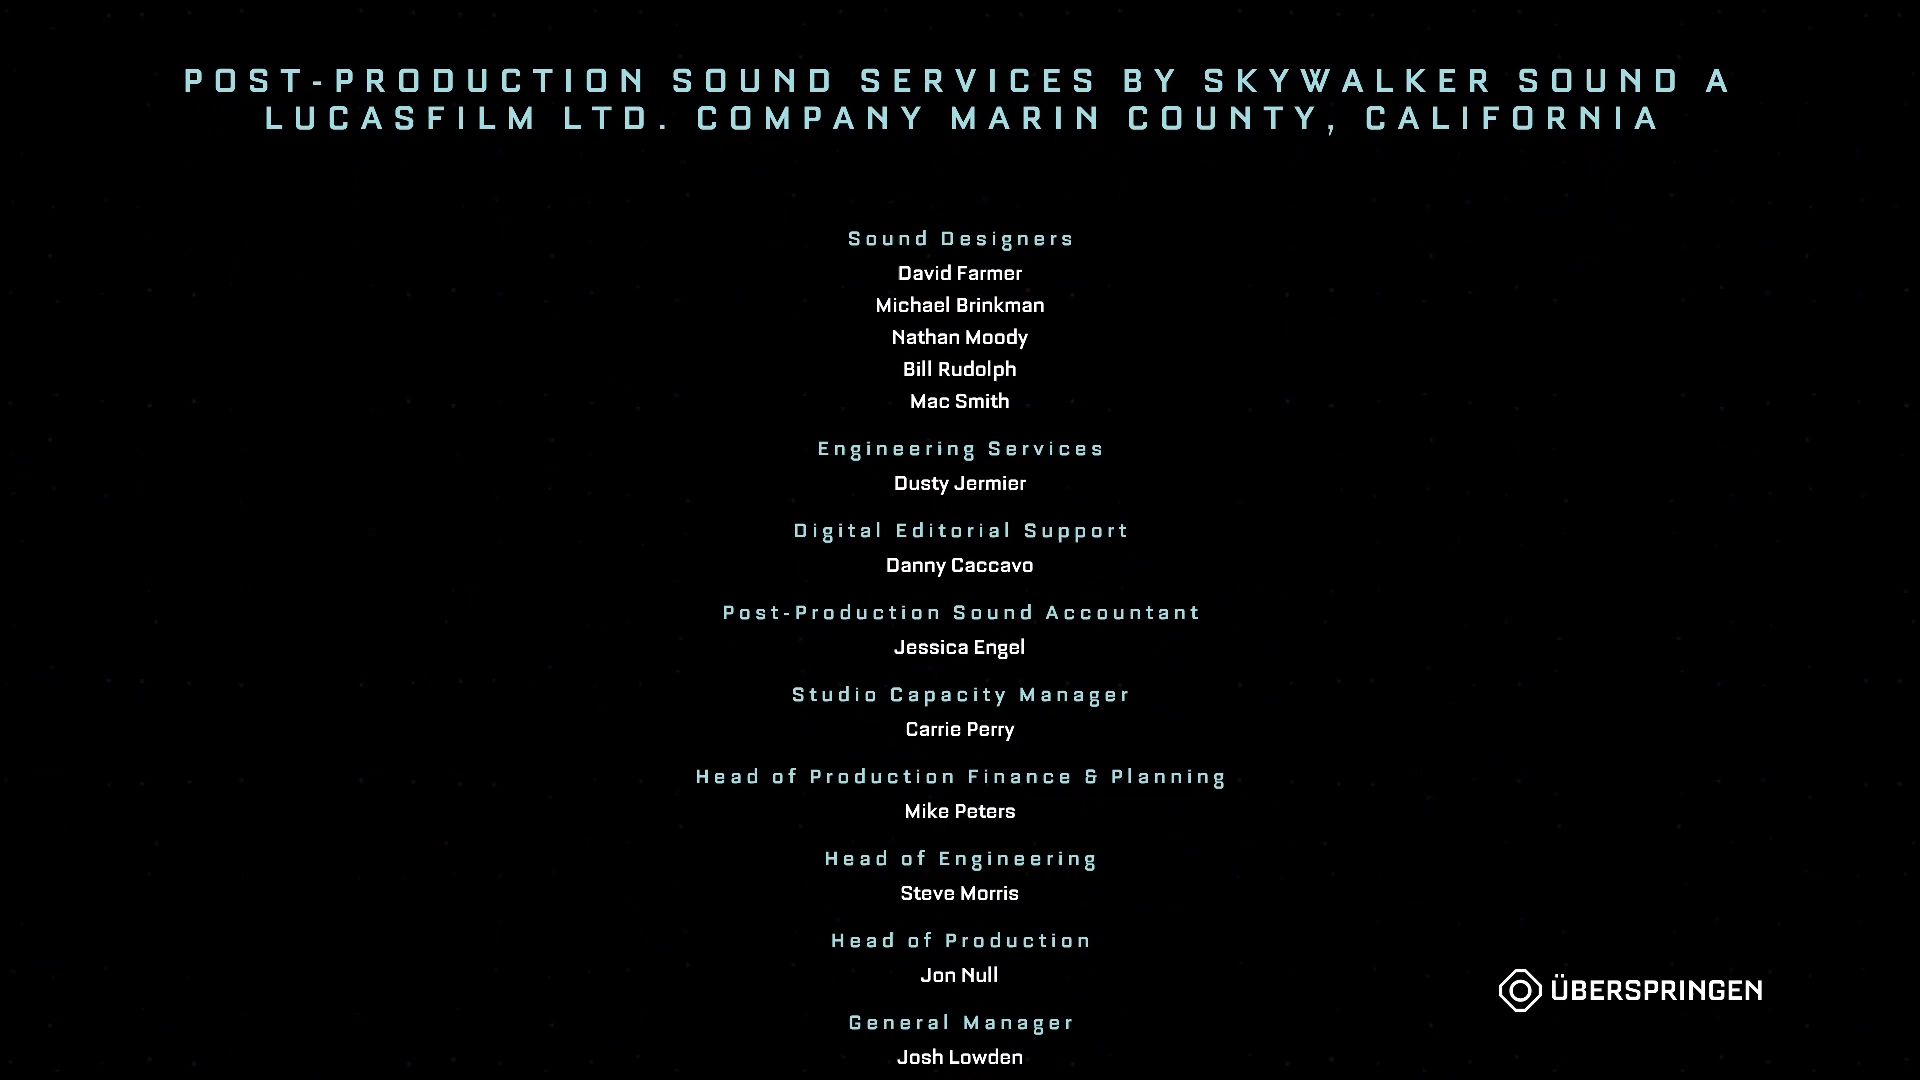 POST-PRODUCTION SOUND SERVICES BY SKYWALKER SOUND A
LUCASFILM LTD. COMPANY MARIN COUNTY, CALIFORNIA
Sound Designers
David Farmer
Michael Brinkman
Nathan Moody
Bill Rudolph
Mac Smith
Engineering Services
Dusty Jermier
Digital Editorial Support
Danny Caccavo
Post-Production Sound Accountant
Jessica Engel
Studio Capacity Manager
Carrie Perry
Head of Production Finance & Planning
Mike Peters
Head of Engineering
Steve Morris
Head of Production
Jon Null
ÜBERSPRINGEN
General Manager
Josh Lowden